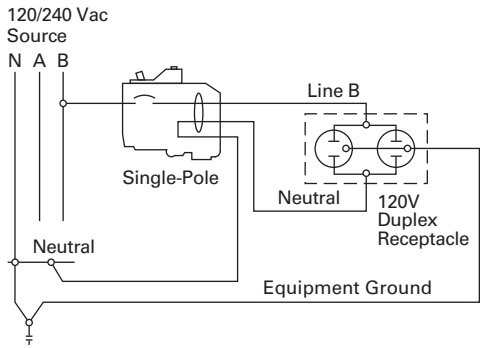 120/240 Vac
Source
N A B
Line B
Single-Pole
Neutral
120V
Duplex
Receptacle
Neutral
Equipment Ground